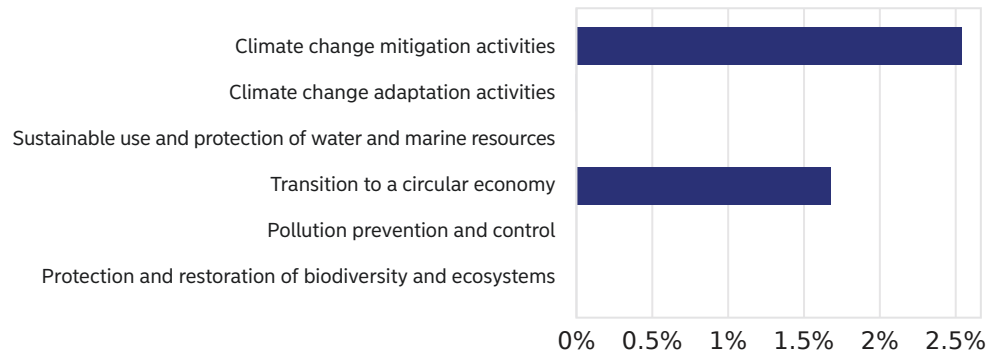 Climate change mitigation activities
Climate change adaptation activities
Sustainable use and protection of water and marine resources
Transition to a circular economy
Pollution prevention and control
Protection and restoration of biodiversity and ecosystems
0% 0.5% 1% 1.5% 2% 2.5%